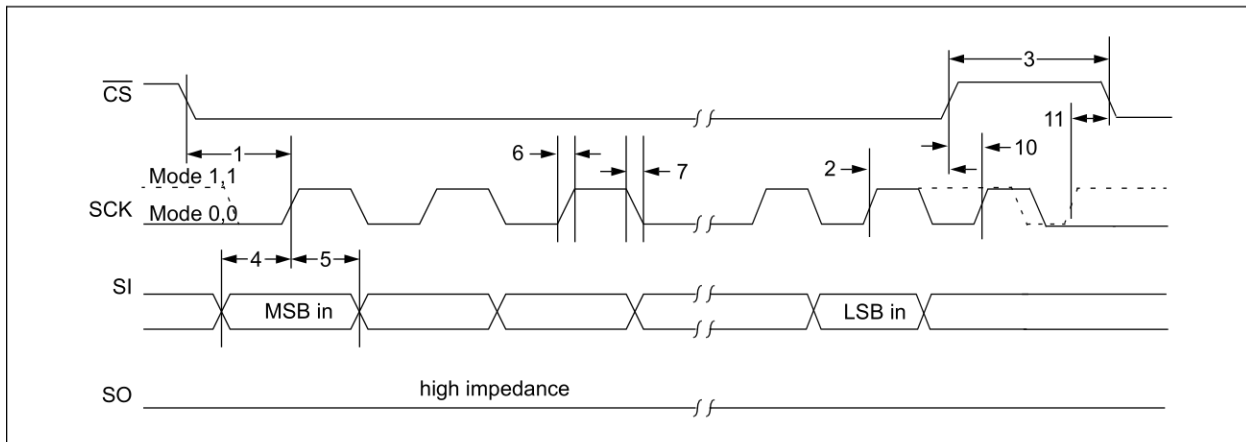 3
CS
11
1
6
7
2
10
Mode 1,1
SCK
Mode 0,0
4
5
SI
MSB in
LSB in
SO
high impedance